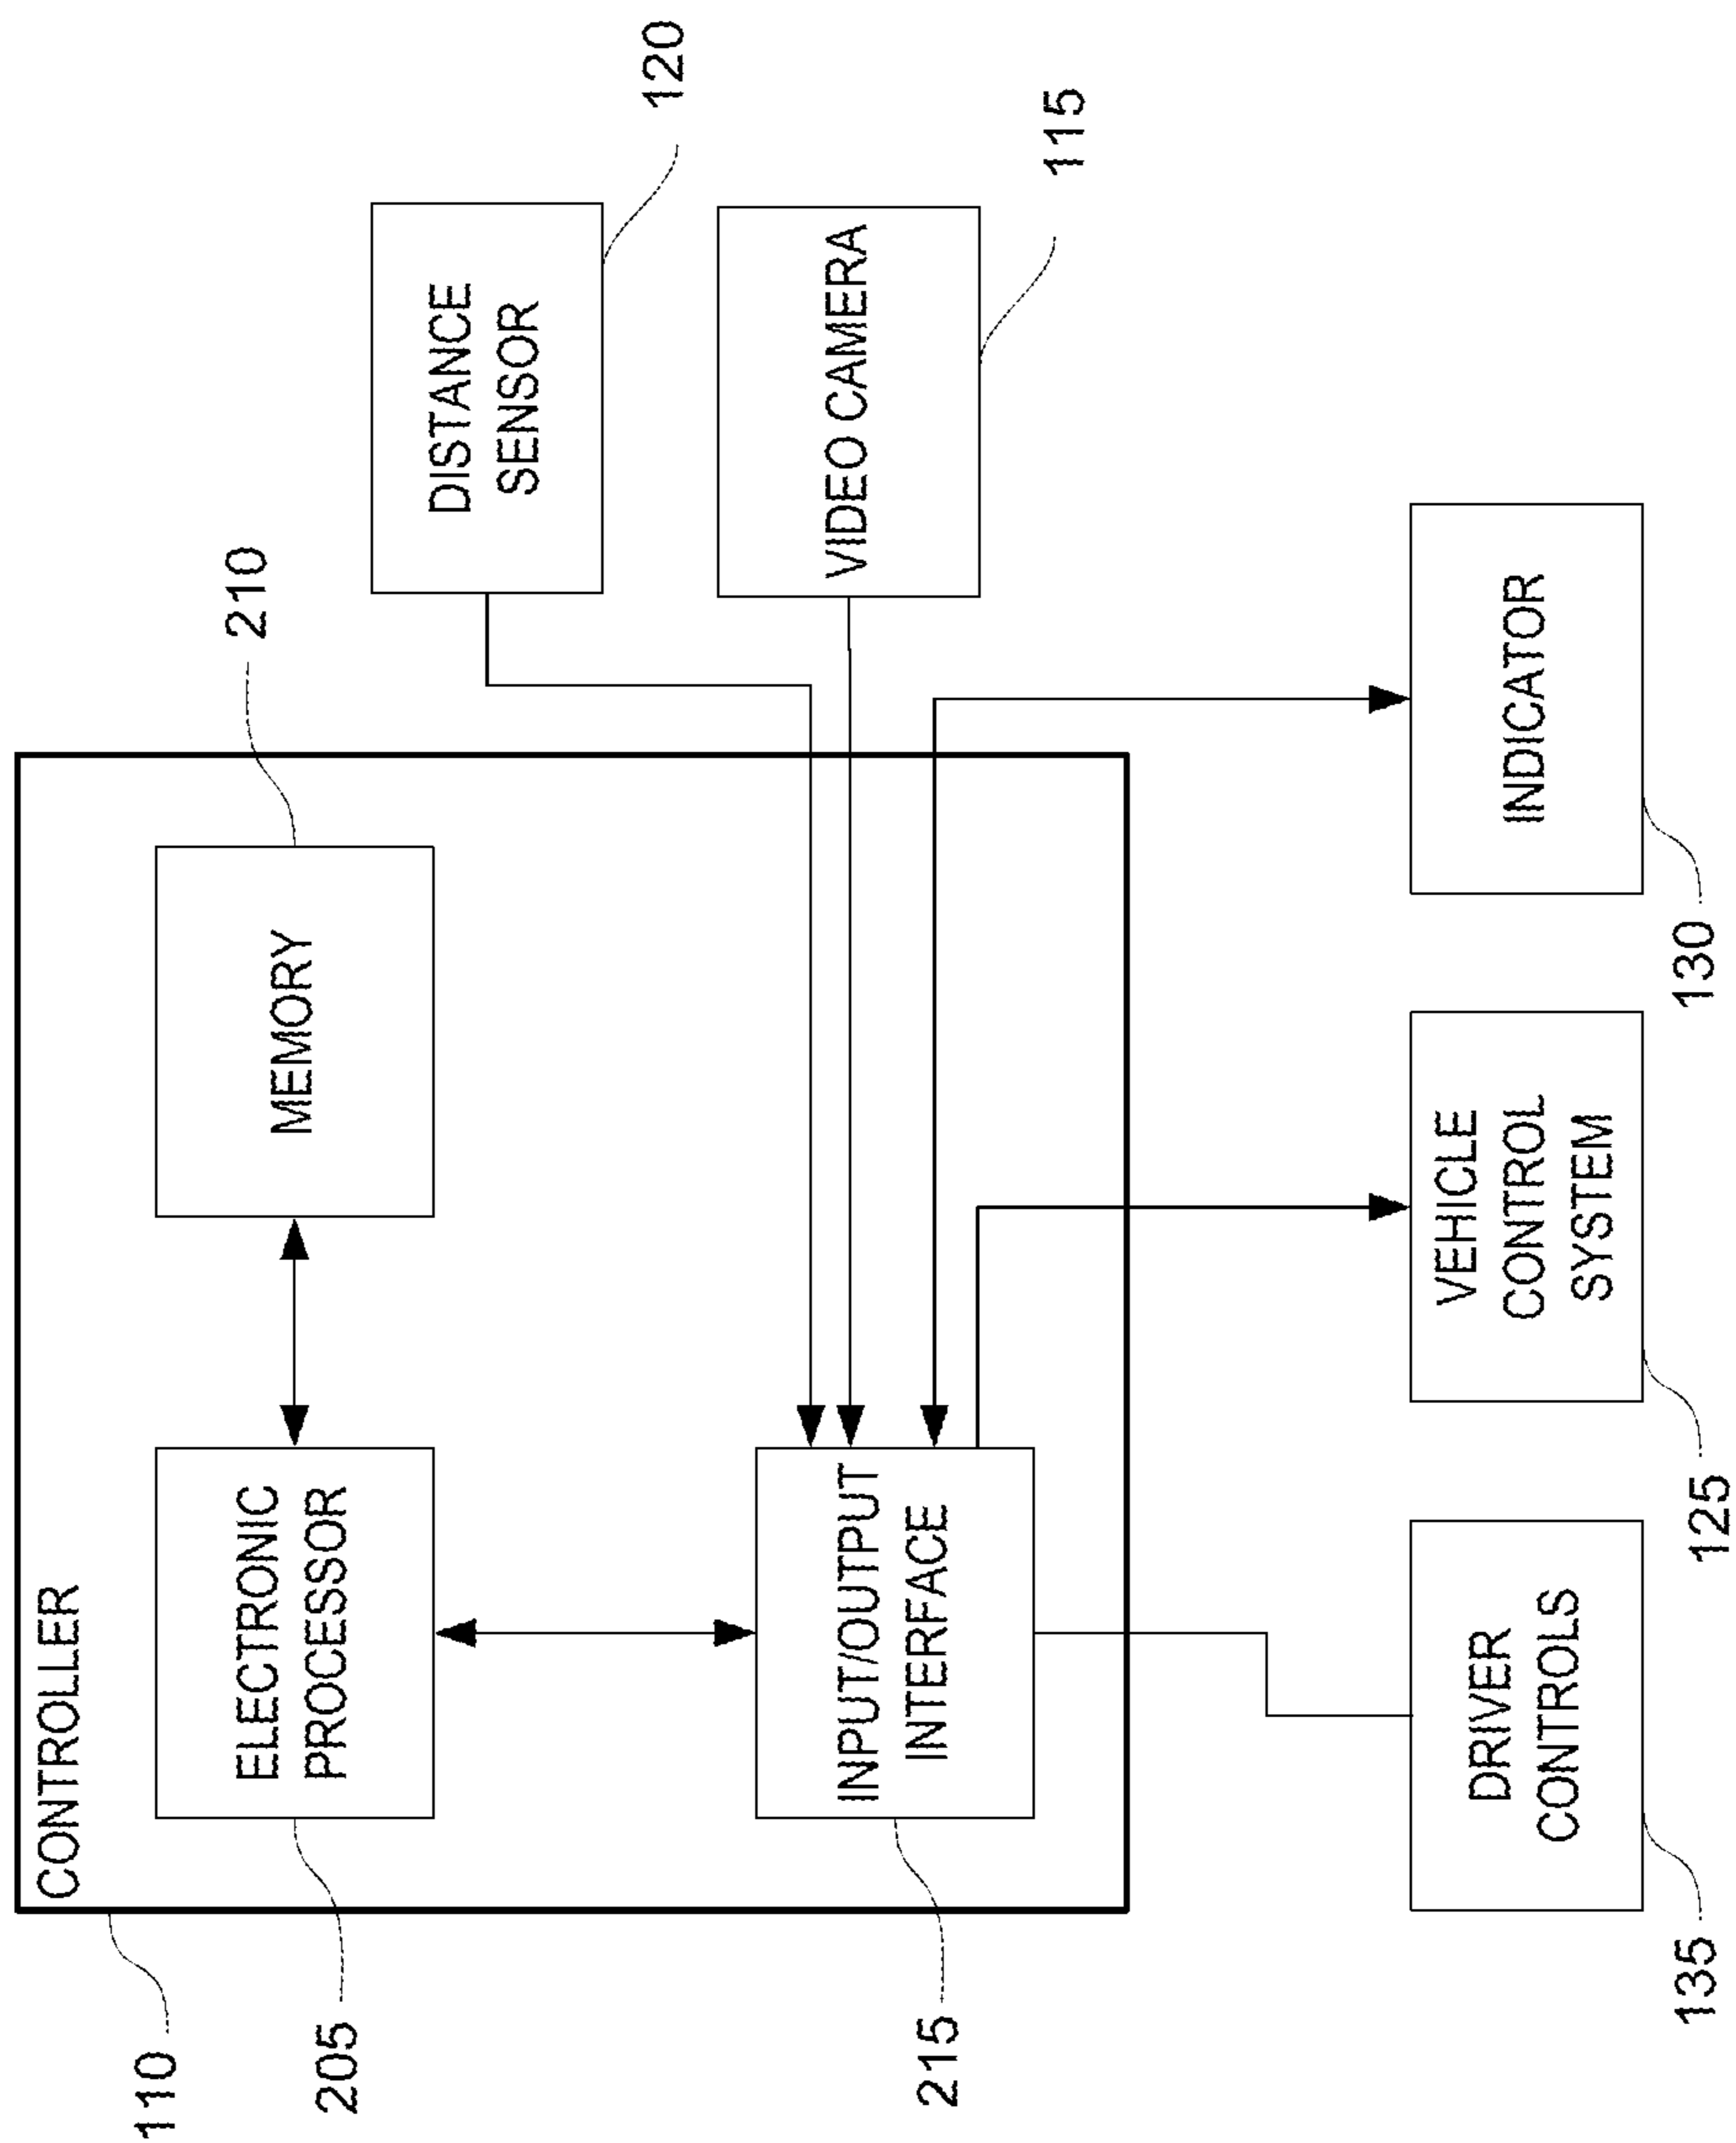 CONTROLLER
110
210
ELECTRONIC
PROCESSOR
MEMORY
205
DISTANCE
SENSOR
120
INPUT/OUTPUT
INTERFACE
215
VIDEO CAMERA
115
DRIVER
CONTROLS
135
VEHICLE
CONTROL
SYSTEM
125
INDICATOR
130